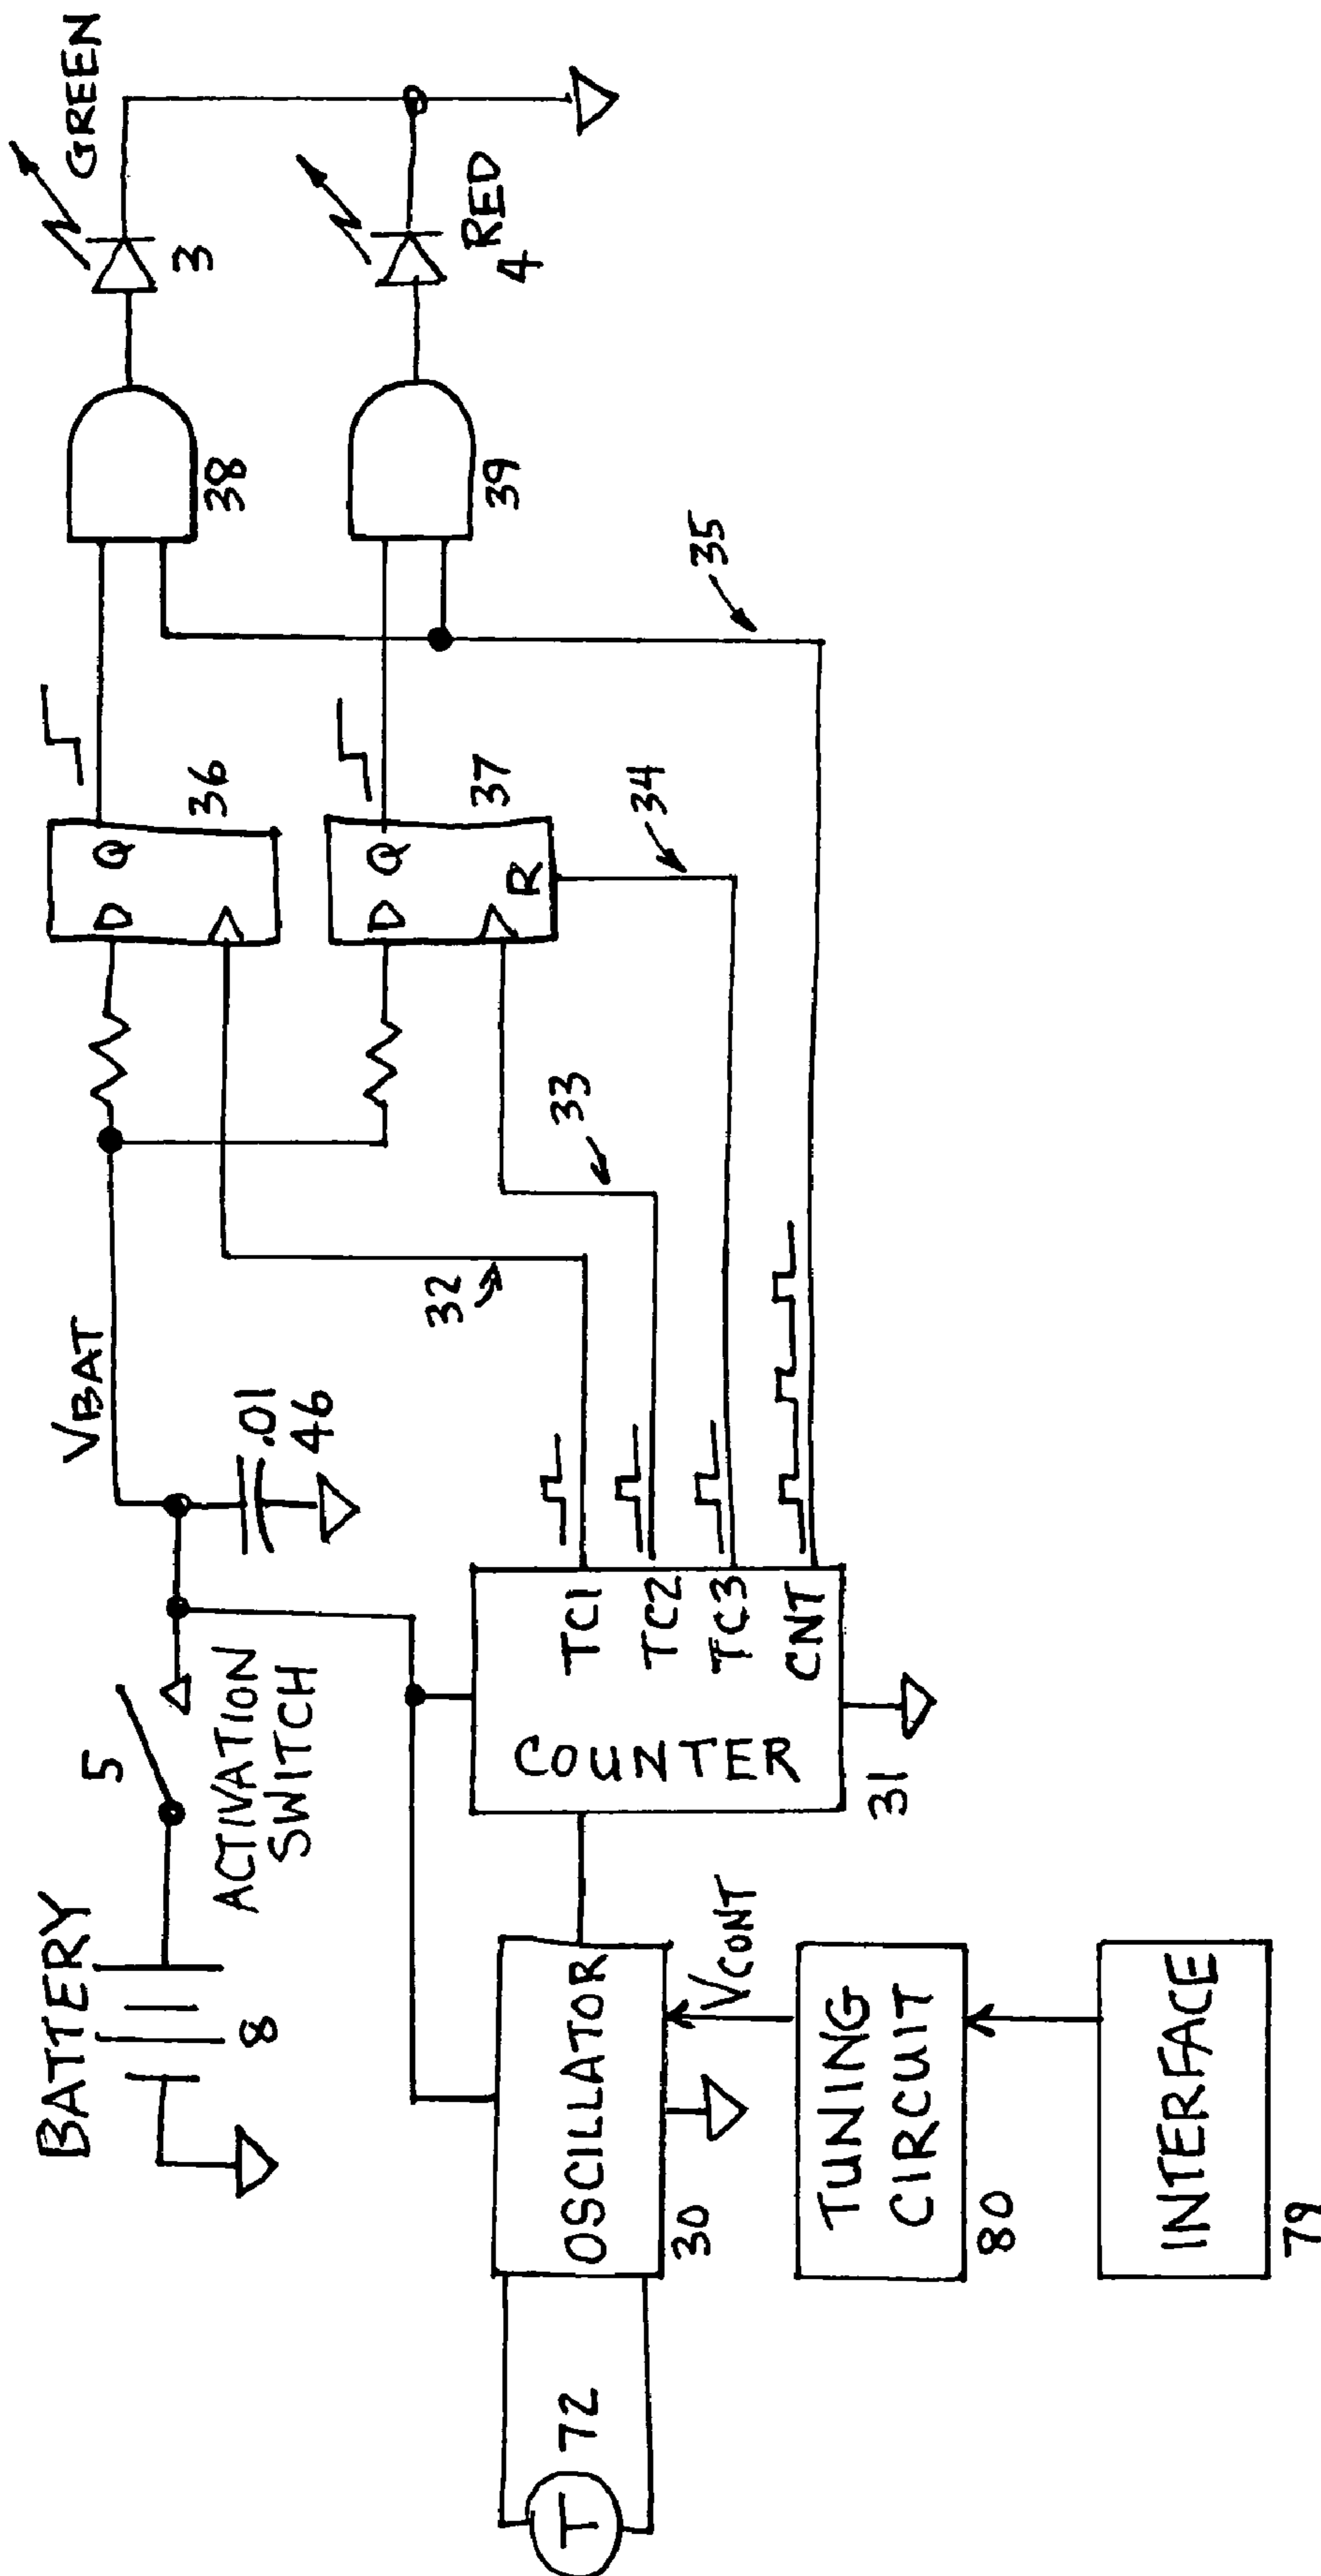 BATTERY
8
5
ACTIVATION
SWITCH
VBAT
.01
46
D Q
36
38
3
GREEN
D Q
R
37
39
4
RED
32
33
34
35
T
72
OSCILLATOR
30
COUNTER
31
TC1
TC2
TC3
CNT
VCONT
TUNING
CIRCUIT
80
INTERFACE
79